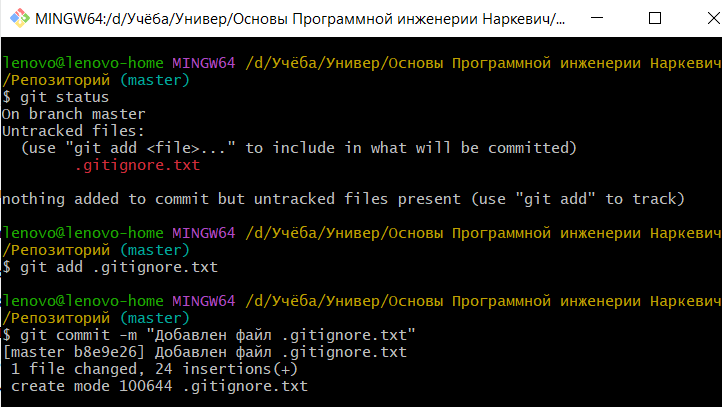 MINGW64:/d/Учёба/Универ/Основы Программной инженерии Наркевич/...
lenovo@lenovo-home MINGW64 /d/Учёба/Универ/Основы Программной инженерии Наркевич
/Репозиторий (master)
$ git status
On branch master
Untracked files:
  (use "git add <file>..." to include in what will be committed)
        .gitignore.txt

nothing added to commit but untracked files present (use "git add" to track)

lenovo@lenovo-home MINGW64 /d/Учёба/Универ/Основы Программной инженерии Наркевич
/Репозиторий (master)
$ git add .gitignore.txt

lenovo@lenovo-home MINGW64 /d/Учёба/Универ/Основы Программной инженерии Наркевич
/Репозиторий (master)
$ git commit -m "Добавлен файл .gitignore.txt"
[master b8e9e26] Добавлен файл .gitignore.txt
 1 file changed, 24 insertions(+)
 create mode 100644 .gitignore.txt